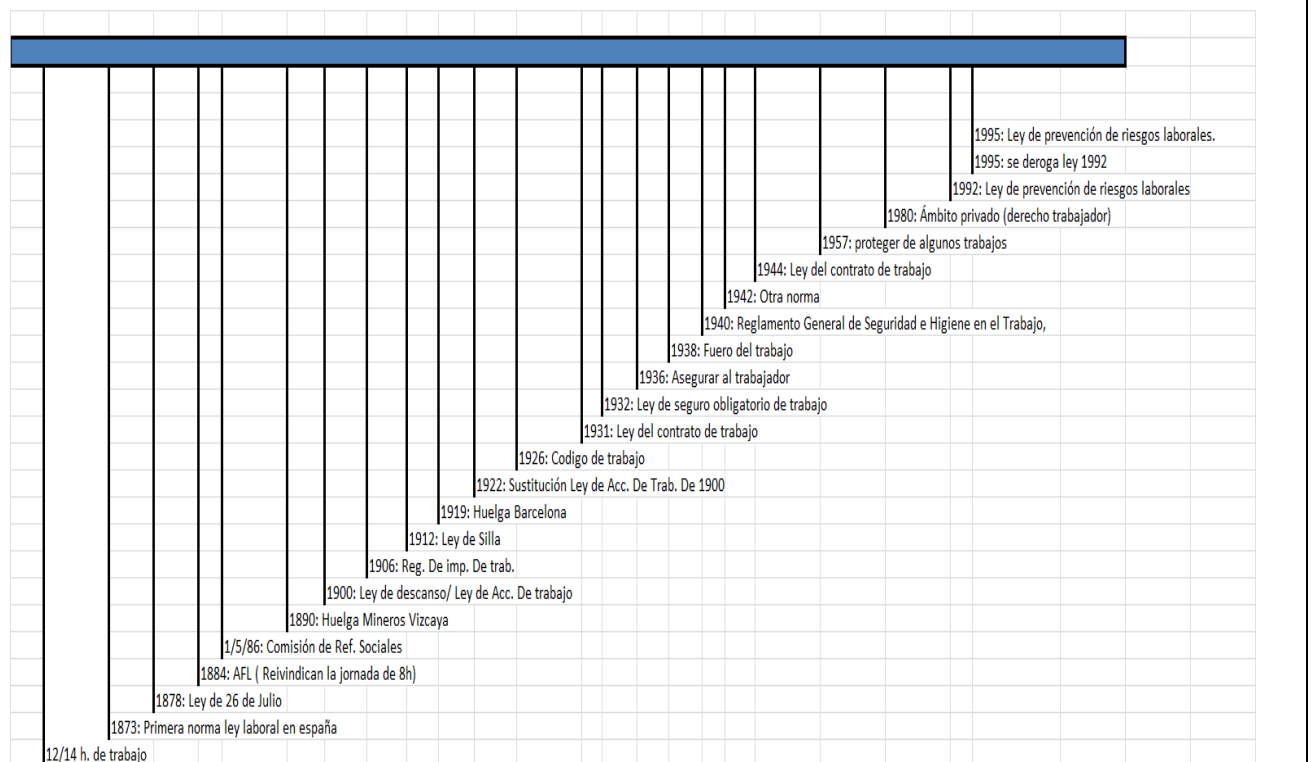 1995: Ley de prevención de riesgos laborales.
1995: se deroga ley 1992
1992: Ley de prevención de riesgos laborales
1980: Ámbito privado (derecho trabajador)
1957: proteger de algunos trabajos
1944: Ley del contrato de trabajo
1942: Otra norma
1940: Reglamento General de Seguridad e Higiene en el Trabajo,
1938: Fuero del trabajo
1936: Asegurar al trabajador
1932: Ley de seguro obligatorio de trabajo
1931: Ley del contrato de trabajo
1926: Codigo de trabajo
1922: Sustitución Ley de Acc. De Trab. De 1900
1919: Huelga Barcelona
1912: Ley de Silla
1906: Reg. De imp. De trab.
1900: Ley de descanso/ Ley de Acc. De trabajo
1890: Huelga Mineros Vizcaya
1/5/86: Comisión de Ref. Sociales
1884: AFL ( Reivindican la jornada de 8h)
1878: Ley de 26 de Julio
1873: Primera norma ley laboral en españa
12/14 h. de trabajo